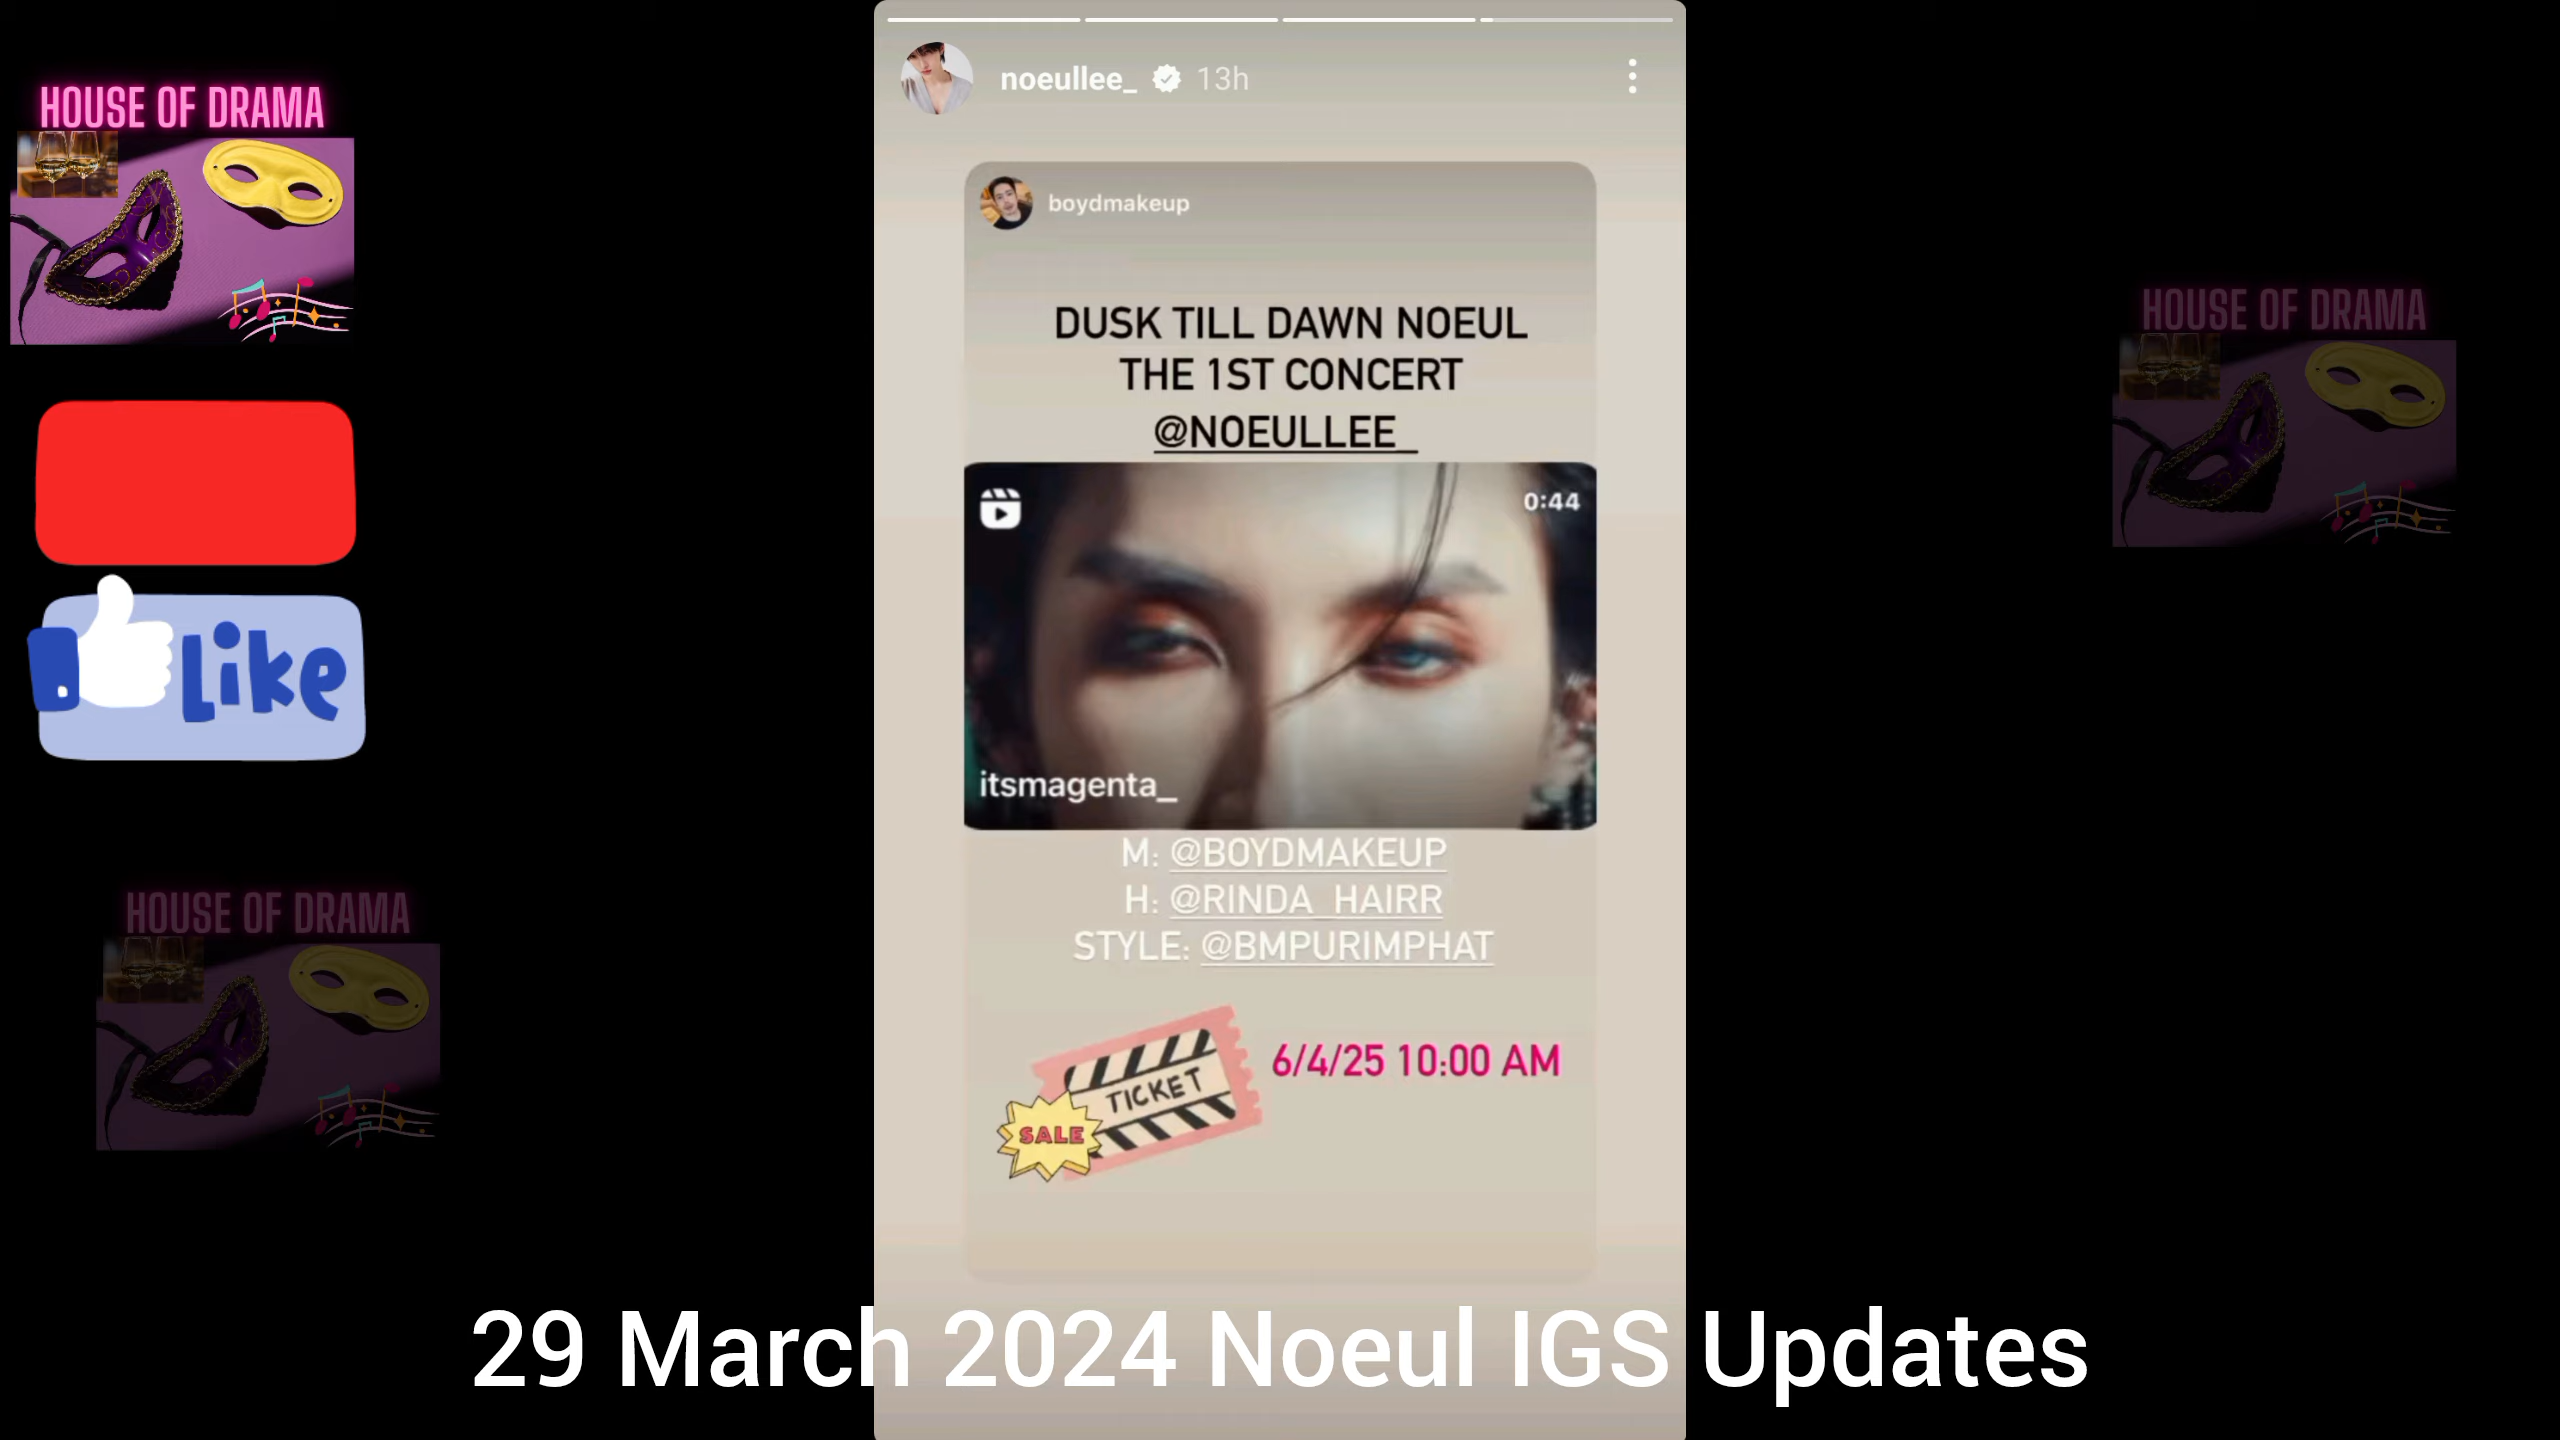 HOUSE OF DRAMA
Like
HOUSE OF DRAMA
HOUSE OF DRAMA
noeullee_ 13h
boydmakeup
DUSK TILL DAWN NOEUL
THE 1ST CONCERT
@NOEULLEE_
0:44
itsmagenta_
M: @BOYDMAKEUP
H: @RINDA_HAIRR
STYLE: @BMPURIMPHAT
TICKET
SALE
6/4/25 10:00 AM
29 March 2024 Noeul IGS Updates